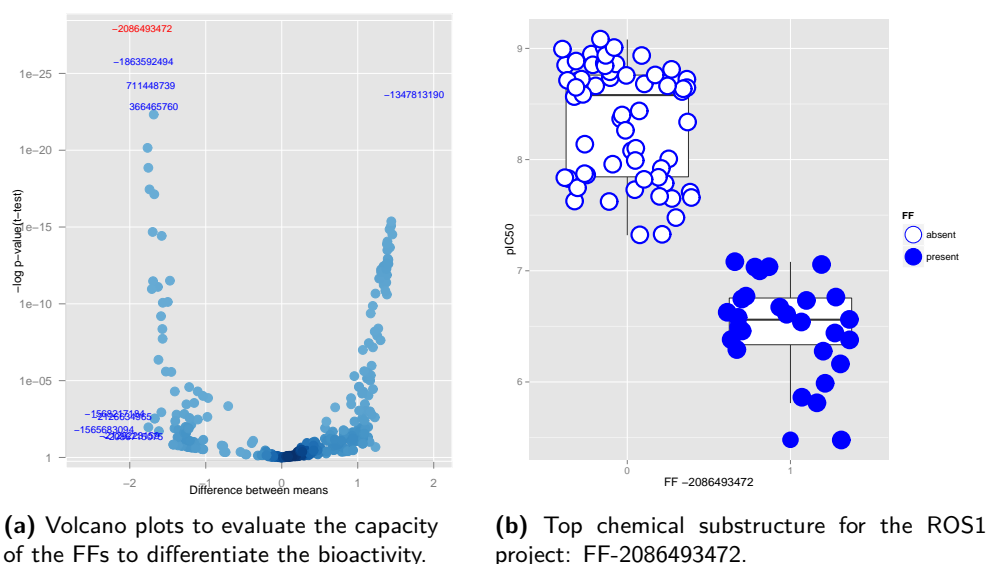 −2086493472
−1863592494
1e−25
711448739
−1347813190
366465760
1e−20
−log p−value(t−test)
1e−15
1e−10
1e−05
−1565683094
1
−2 −1 0 1 2
Difference between means
9
8
7
6
pIC50
0 1
FF −2086493472
FF
absent
present
(a) Volcano plots to evaluate the capacity
of the FFs to differentiate the bioactivity.
(b) Top chemical substructure for the ROS1
project: FF-2086493472.